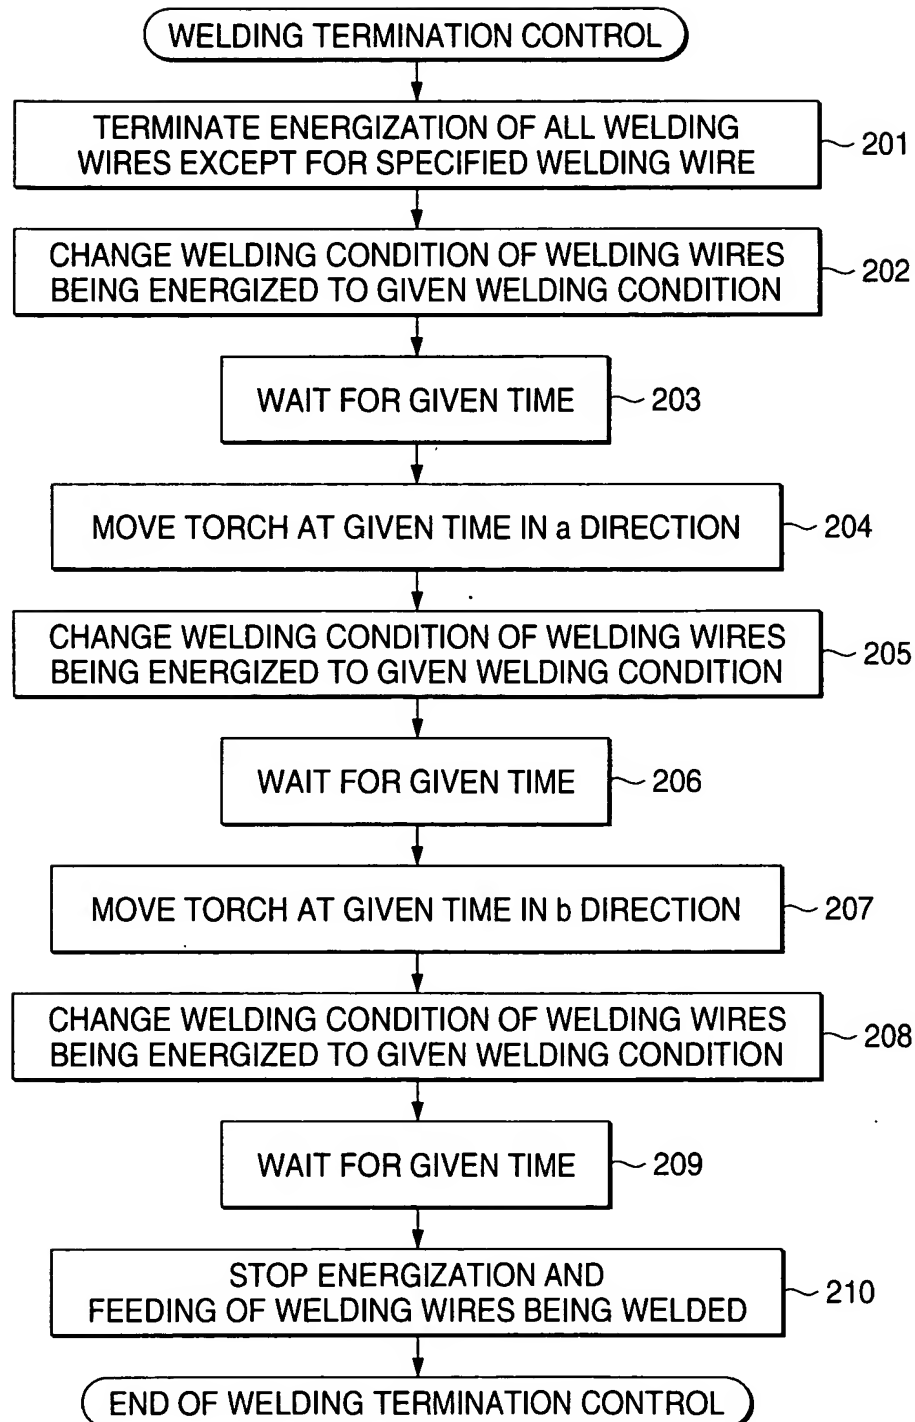 WELDING TERMINATION CONTROL
TERMINATE ENERGIZATION OF ALL WELDING
WIRES EXCEPT FOR SPECIFIED WELDING WIRE
201
CHANGE WELDING CONDITION OF WELDING WIRES
BEING ENERGIZED TO GIVEN WELDING CONDITION
202
WAIT FOR GIVEN TIME
203
MOVE TORCH AT GIVEN TIME IN a DIRECTION
204
CHANGE WELDING CONDITION OF WELDING WIRES
BEING ENERGIZED TO GIVEN WELDING CONDITION
205
WAIT FOR GIVEN TIME
206
MOVE TORCH AT GIVEN TIME IN b DIRECTION
207
CHANGE WELDING CONDITION OF WELDING WIRES
BEING ENERGIZED TO GIVEN WELDING CONDITION
208
WAIT FOR GIVEN TIME
209
STOP ENERGIZATION AND
FEEDING OF WELDING WIRES BEING WELDED
210
END OF WELDING TERMINATION CONTROL